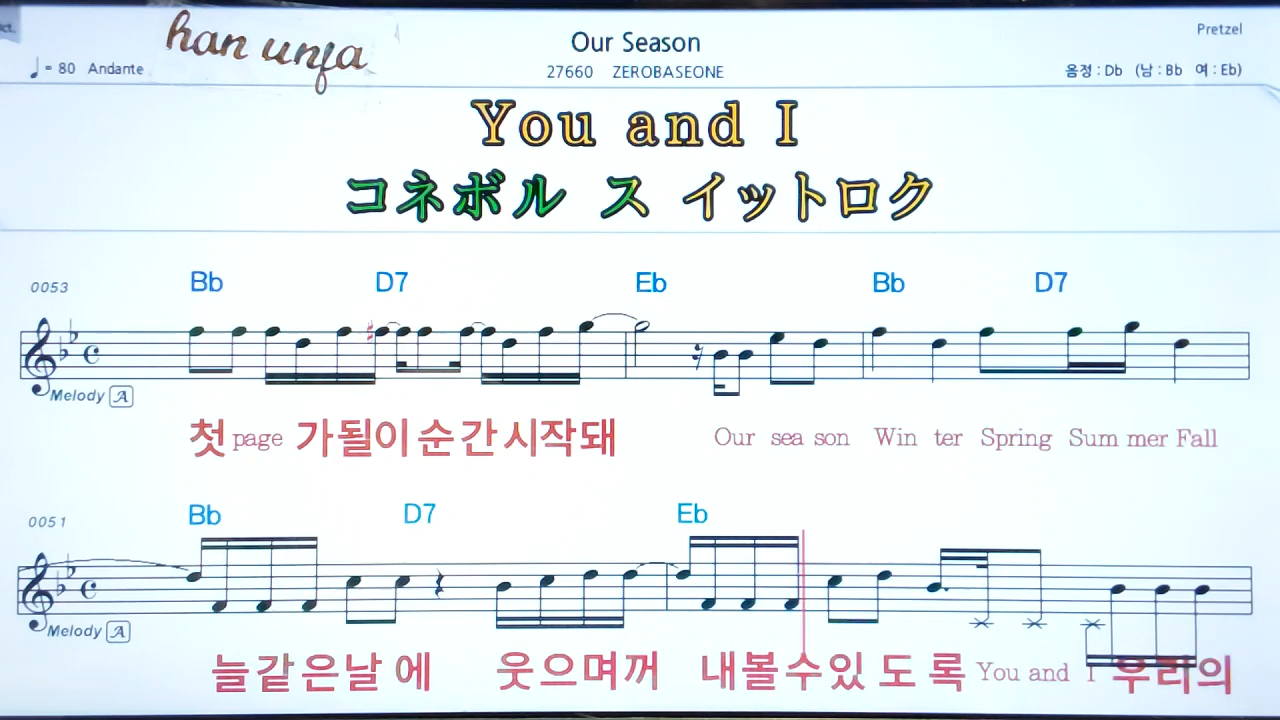 ct.
han unfa
Our Season
Pretzel
♩= 80 Andante
27660 ZEROBASEONE
음정 : Db (남 : Bb 여 : Eb)
You and I
コネボル ス イットロク
0053
Bb D7 Eb Bb D7
Melody A
첫 page 가될이 순간시작돼 Our sea son Win ter Spring Sum mer Fall
0051
Bb D7 Eb
Melody A
늘같은날 에 웃으며꺼 내볼수있 도 록 You and I 우리의